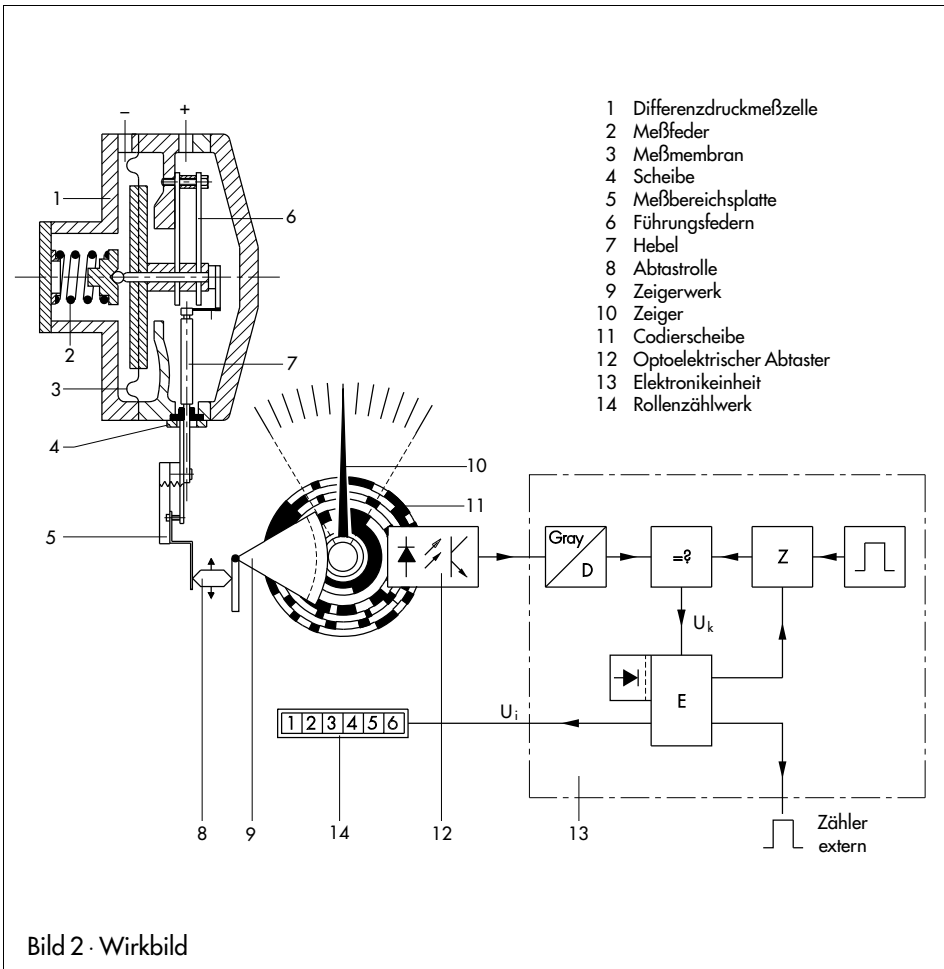 1 Differenzdruckmeßzelle
2 Meßfeder
3 Meßmembran
4 Scheibe
5 Meßbereichsplatte
6 Führungsfedern
7 Hebel
8 Abtastrolle
9 Zeigerwerk
10 Zeiger
11 Codierscheibe
12 Optoelektrischer Abtaster
13 Elektronikeinheit
14 Rollenzählwerk
– +
1
6
2
7
3
4
10
11
5
Gray
D
=?
Z
Uk
E
Ui
1 2 3 4 5 6
8 9 14 12 13
Zähler
extern
Bild 2 · Wirkbild